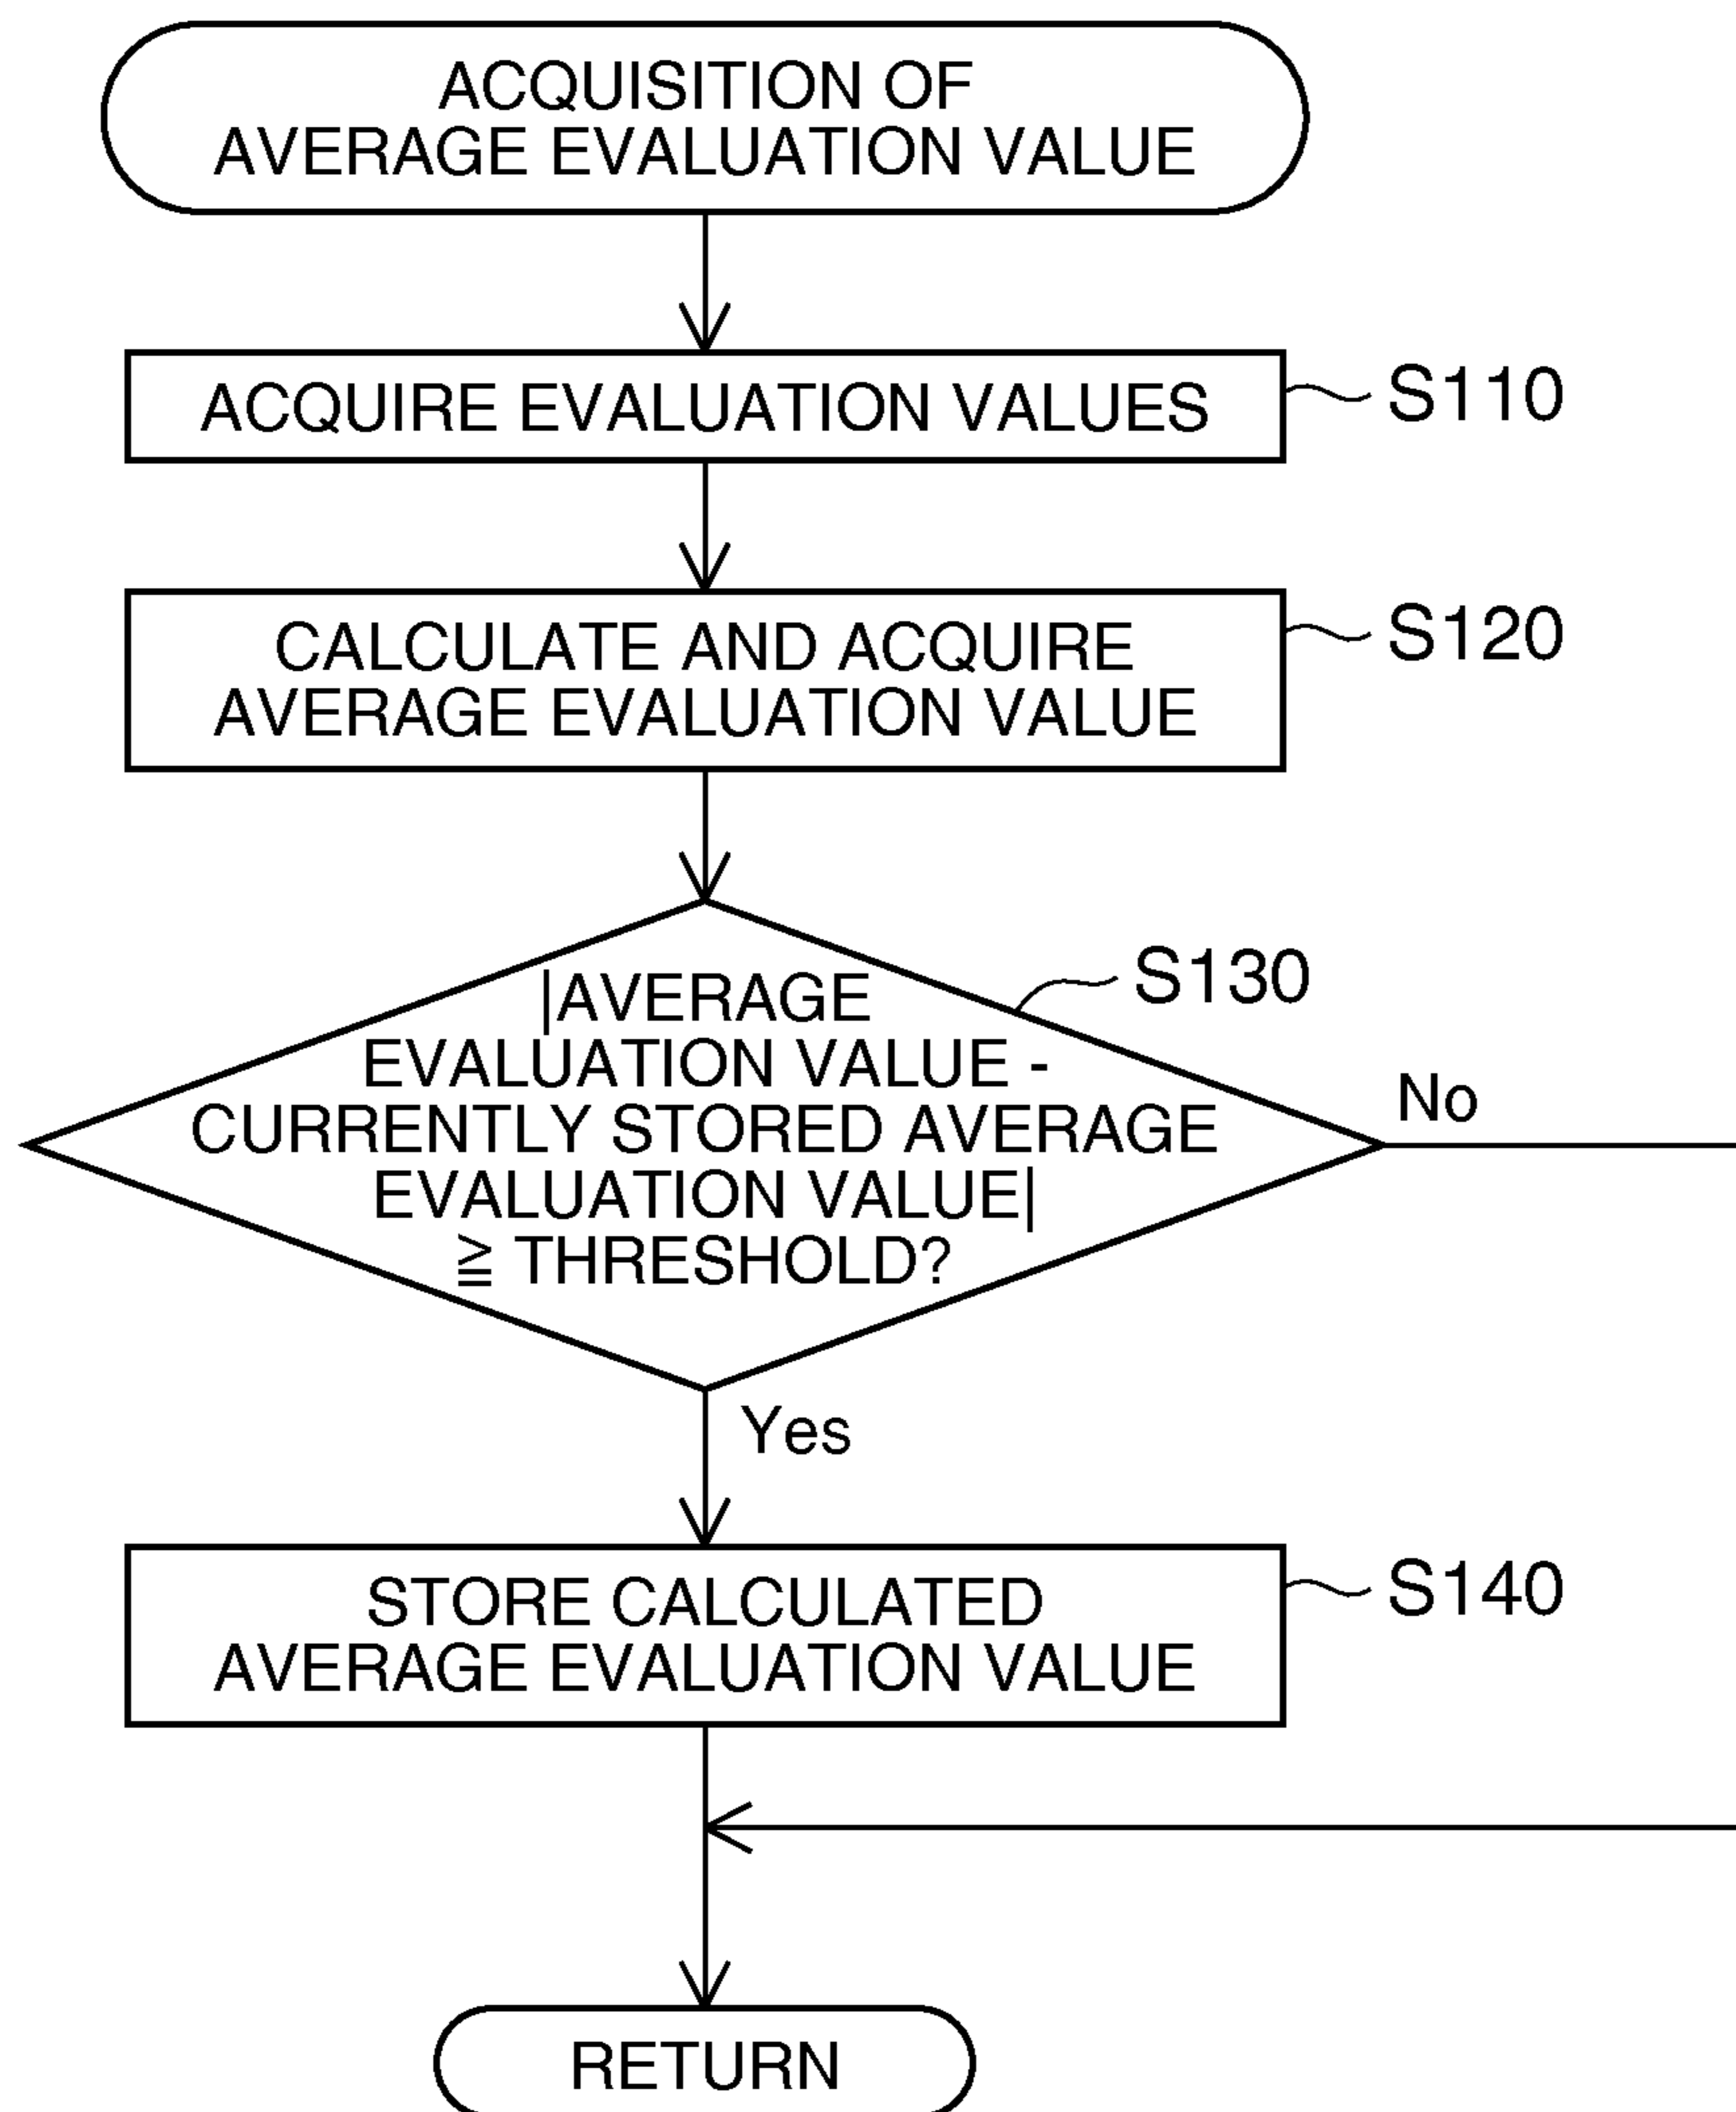 ACQUISITION OF
AVERAGE EVALUATION VALUE
ACQUIRE EVALUATION VALUES
S110
CALCULATE AND ACQUIRE
AVERAGE EVALUATION VALUE
S120
|AVERAGE
EVALUATION VALUE -
CURRENTLY STORED AVERAGE
EVALUATION VALUE|
≧ THRESHOLD?
S130
No
Yes
STORE CALCULATED
AVERAGE EVALUATION VALUE
S140
RETURN